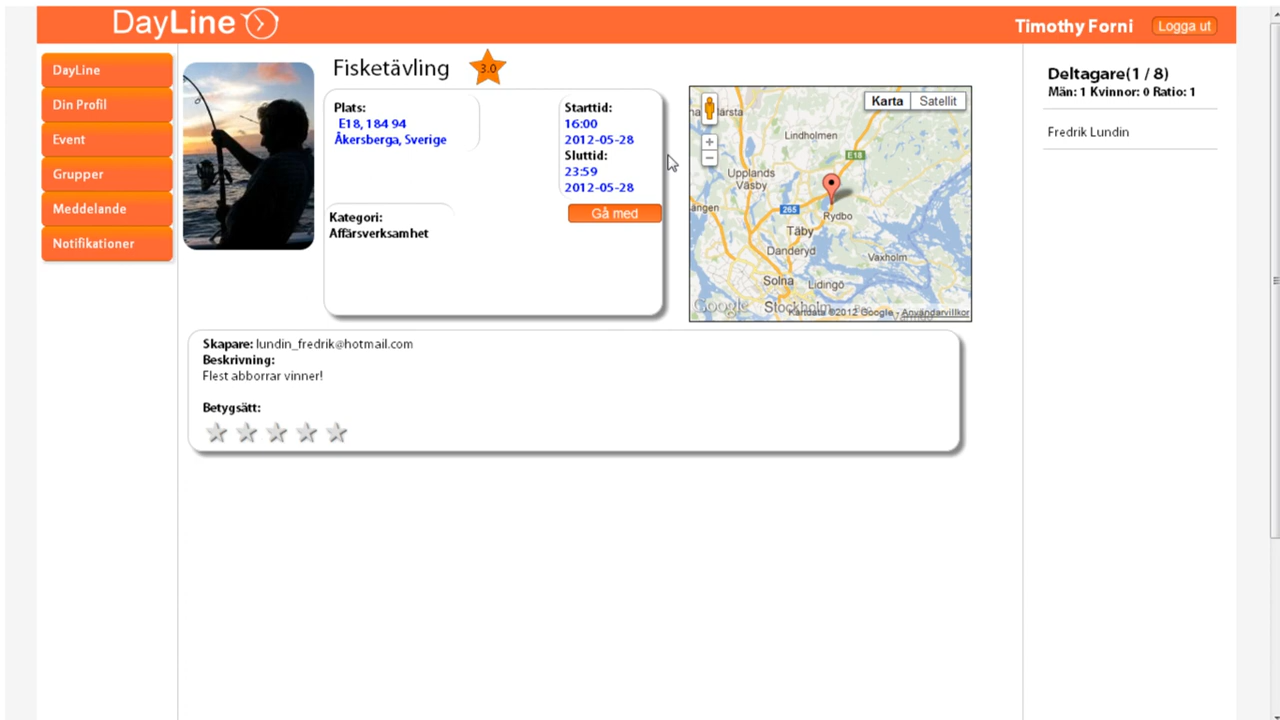 DayLine
Timothy Forni
Logga ut
DayLine
Din Profil
Event
Grupper
Meddelande
Notifikationer
Fisketävling
3.0
Plats:
E18, 184 94
Åkersberga, Sverige
Starttid:
16:00
2012-05-28
Sluttid:
23:59
2012-05-28
Gå med
Kategori:
Affärsverksamhet
Karta
Satellit
Lindholmen
E18
Upplands
Väsby
265
Rydbo
Täby
Danderyd
Vaxholm
Solna
Lidingö
Google
Stockholm
Kartdata ©2012 Google - Användarvillkor
Skapare: lundin_fredrik@hotmail.com
Beskrivning:
Flest abborrar vinner!
Betygsätt:
Deltagare(1 / 8)
Män: 1 Kvinnor: 0 Ratio: 1
Fredrik Lundin